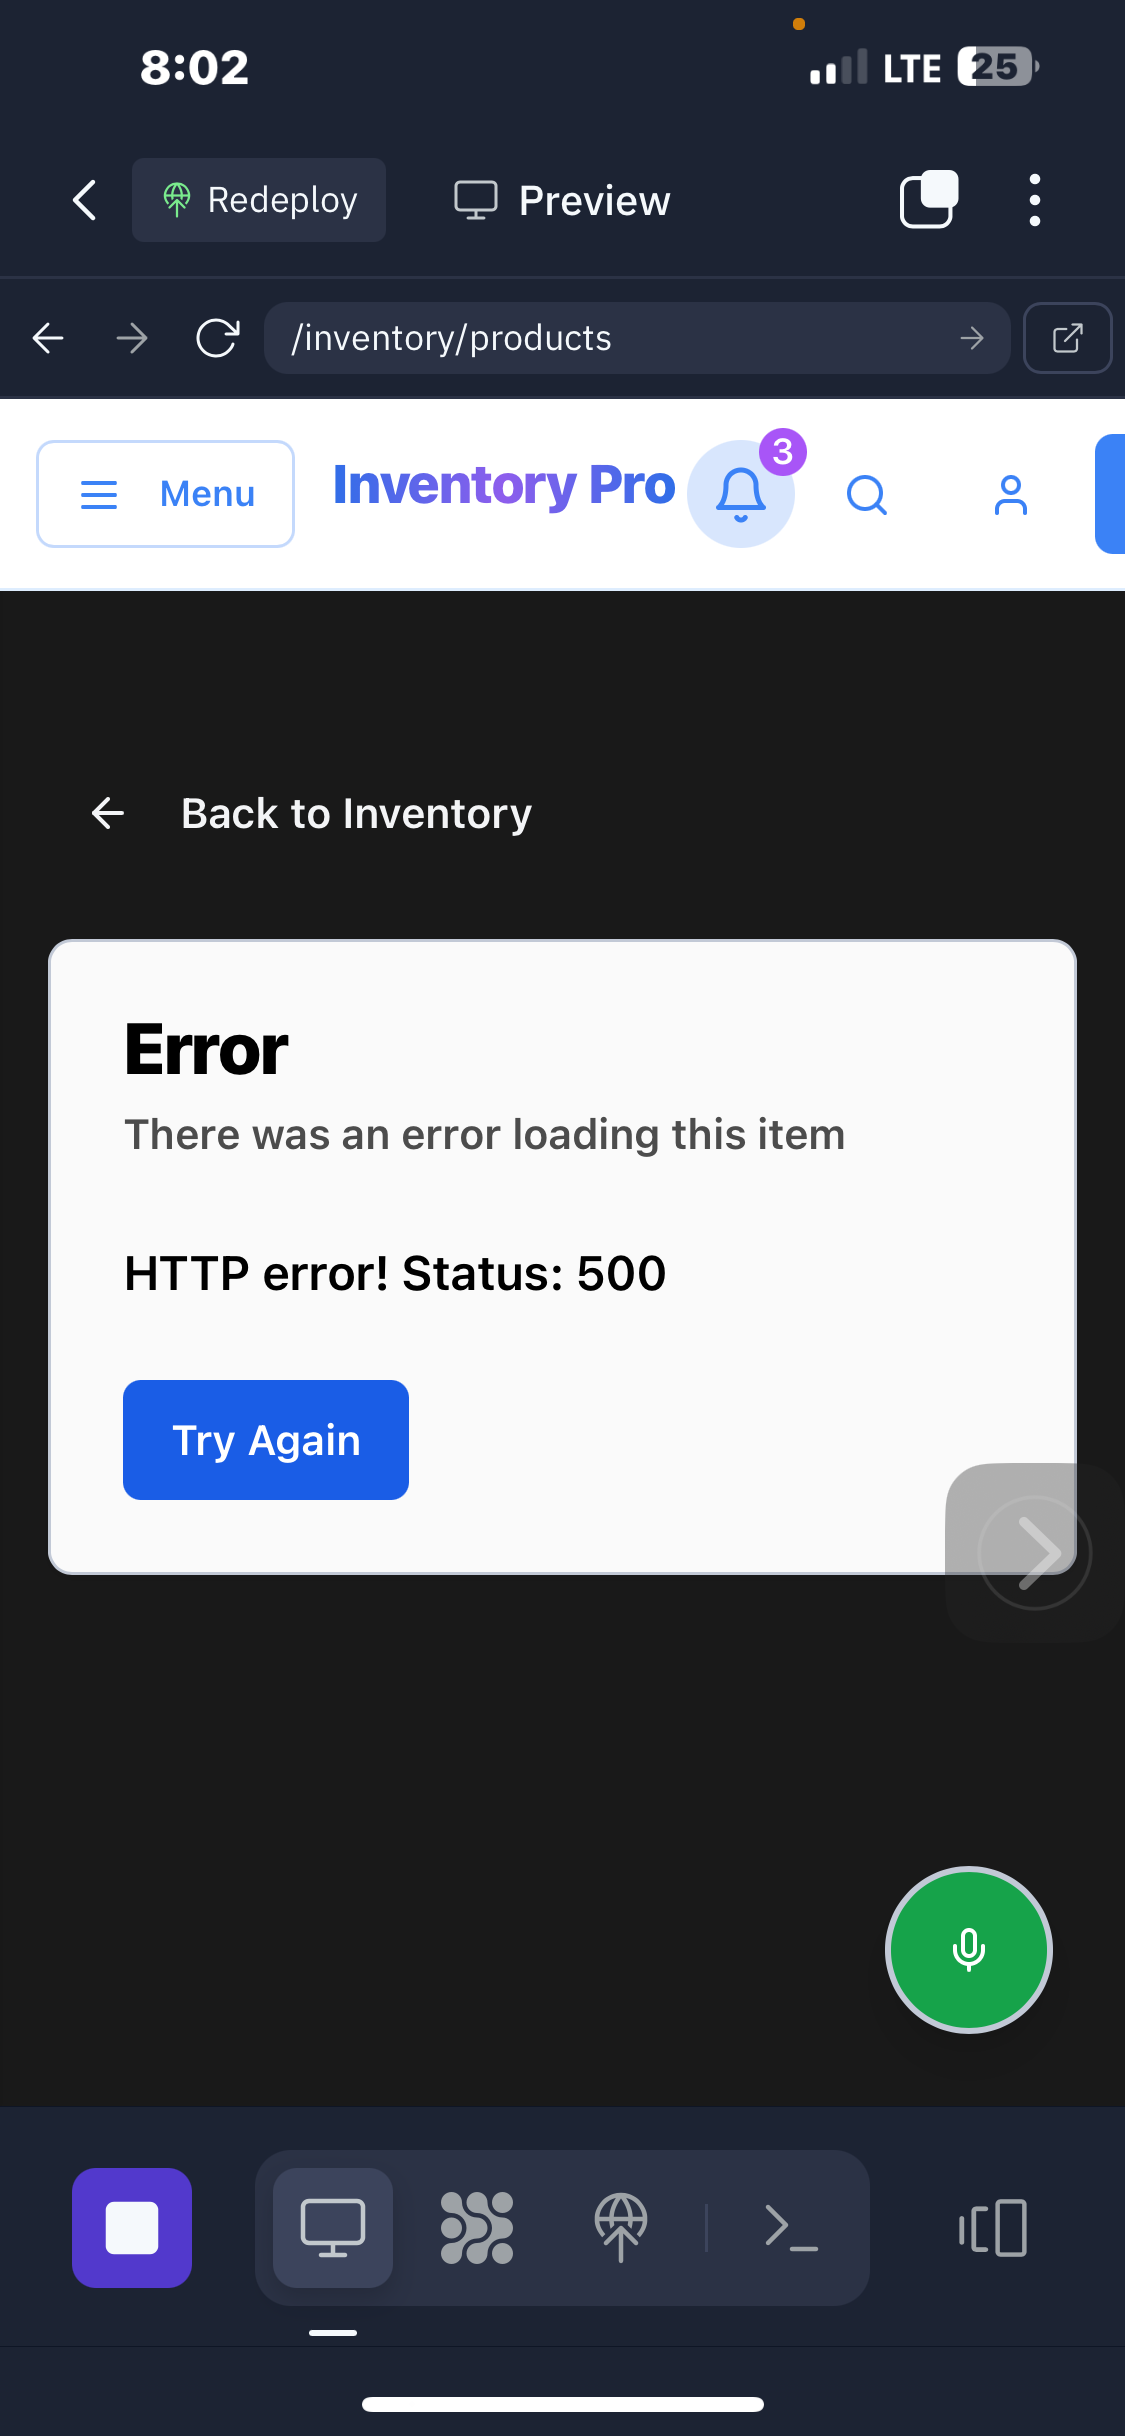 8:02
LTE 25
Redeploy
Preview
/inventory/products
Menu
Inventory Pro
3
Back to Inventory
Error
There was an error loading this item
HTTP error! Status: 500
Try Again